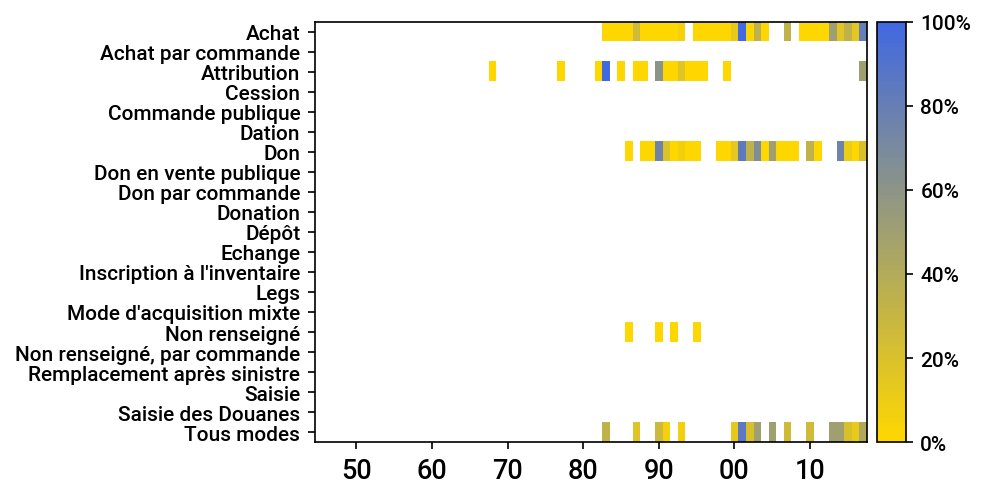 Achat
Achat par commande
Attribution
Cession
Commande publique
Dation
Don
Don en vente publique
Don par commande
Donation
Dépôt
Echange
Inscription à l'inventaire
Legs
Mode d'acquisition mixte
Non renseigné
Non renseigné, par commande
Remplacement après sinistre
Saisie
Saisie des Douanes
Tous modes
50 60 70 80 90 00 10
100%
80%
60%
40%
20%
0%